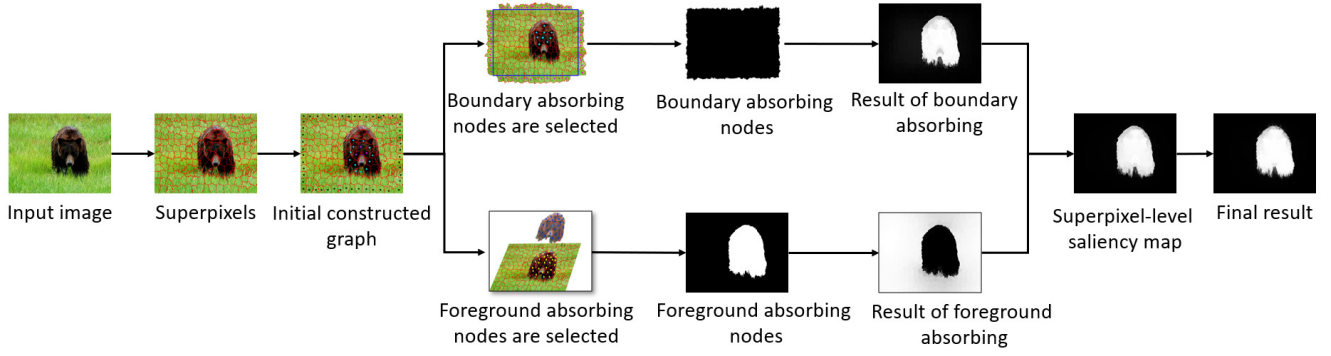 Input image
Superpixels
Initial constructed
graph
Boundary absorbing
nodes are selected
Boundary absorbing
nodes
Result of boundary
absorbing
Foreground absorbing
nodes are selected
Foreground absorbing
nodes
Result of foreground
absorbing
Superpixel-level
saliency map
Final result